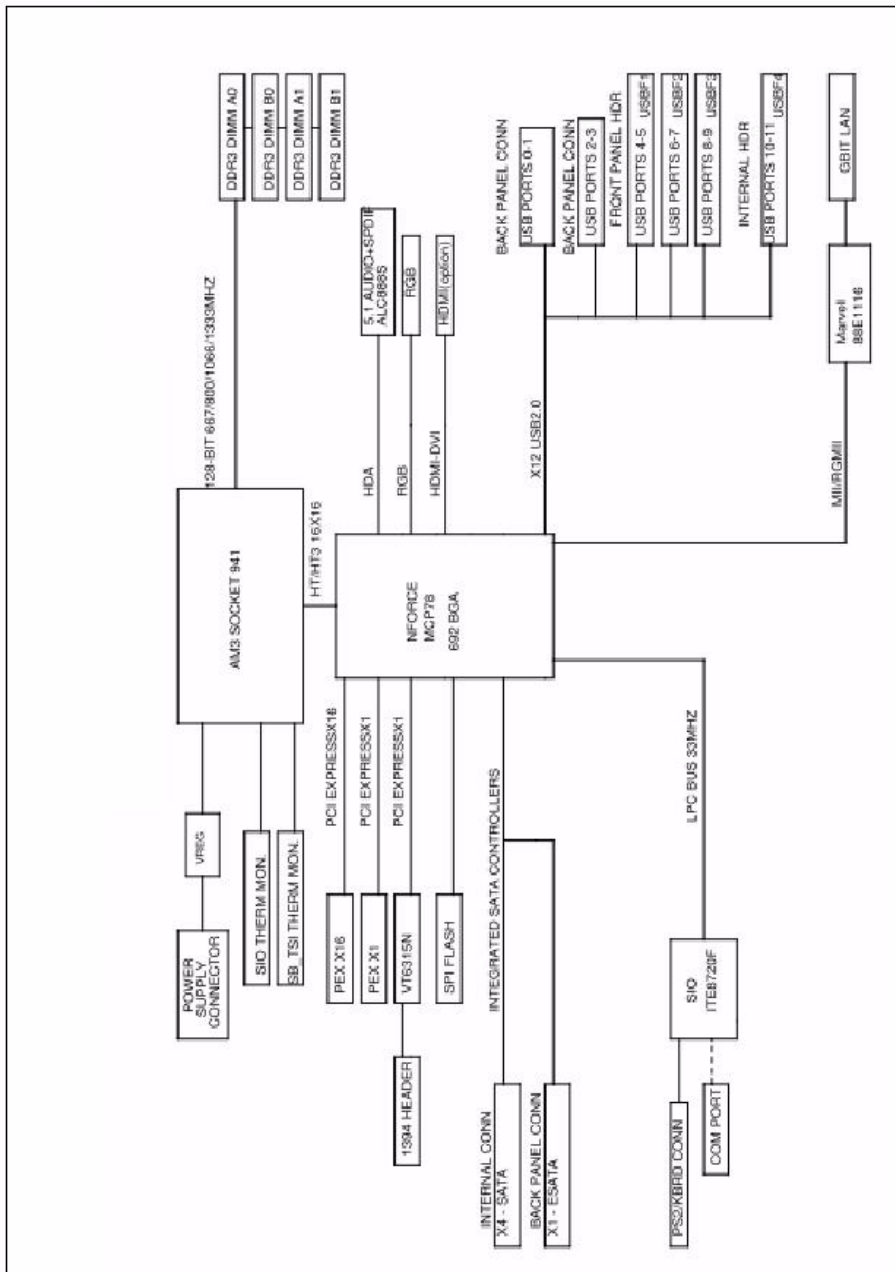 DDR3 DIMM A0
DDR3 DIMM B0
DDR3 DIMM A1
DDR3 DIMM B1
128-BIT 667/800/1066/1333MHZ
AM3 SOCKET 941
VREG
POWER
SUPPLY
CONNECTOR
SIO THERM MON.
SB_TSI THERM MON.
HT/HT3 16X16
5.1 AUDIO+SPDIF
ALC888S
RGB
HDMI(option)
HDA
RGB
HDMI-DVI
NFORCE
MCP78
692 BGA
PCI EXPRESSX16
PCI EXPRESSX1
PCI EXPRESSX1
PEX X16
PEX X1
VT6315N
SPI FLASH
1394 HEADER
BACK PANEL CONN
USB PORTS 0-1
BACK PANEL CONN
USB PORTS 2-3
FRONT PANEL HDR
USB PORTS 4-5 USBF1
USB PORTS 6-7 USBF2
USB PORTS 8-9 USBF3
INTERNAL HDR
USB PORTS 10-11 USBF4
X12 USB2.0
INTEGRATED SATA CONTROLLERS
INTERNAL CONN
X4 - SATA
BACK PANEL CONN
X1 - ESATA
GBIT LAN
Marvell
88E1116
MII/RGMII
LPC BUS 33MHZ
SIO
ITE8720F
PS2/KBRD CONN
COM PORT